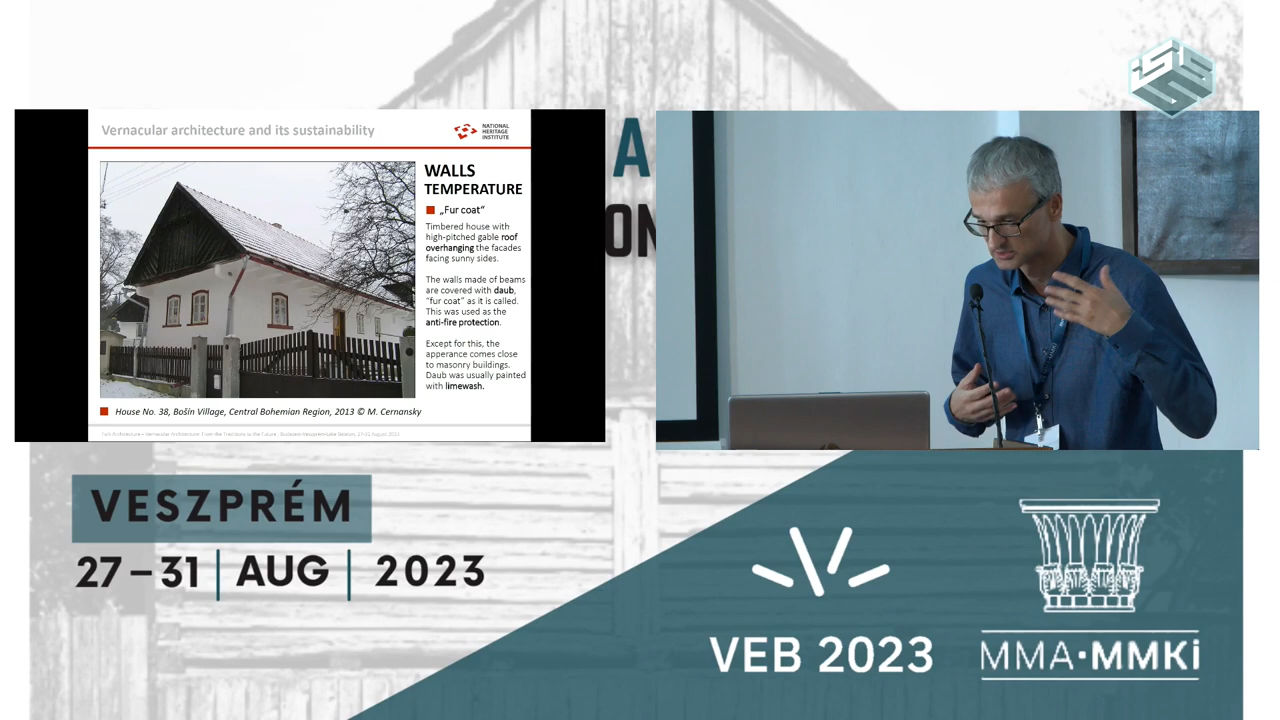 Vernacular architecture and its sustainability
NATIONAL
HERITAGE
INSTITUTE
WALLS
TEMPERATURE
„Fur coat“
Timbered house with
high-pitched gable roof
overhanging the facades
facing sunny sides.
The walls made of beams
are covered with daub,
"fur coat" as it is called.
This was used as the
anti-fire protection.
Except for this, the
apperance comes close
to masonry buildings.
Daub was usually painted
with limewash.
House No. 38, Bošín Village, Central Bohemian Region, 2013 © M. Cernansky
A
ON
VESZPRÉM
27–31 | AUG | 2023
VEB 2023
MMA·MMKi